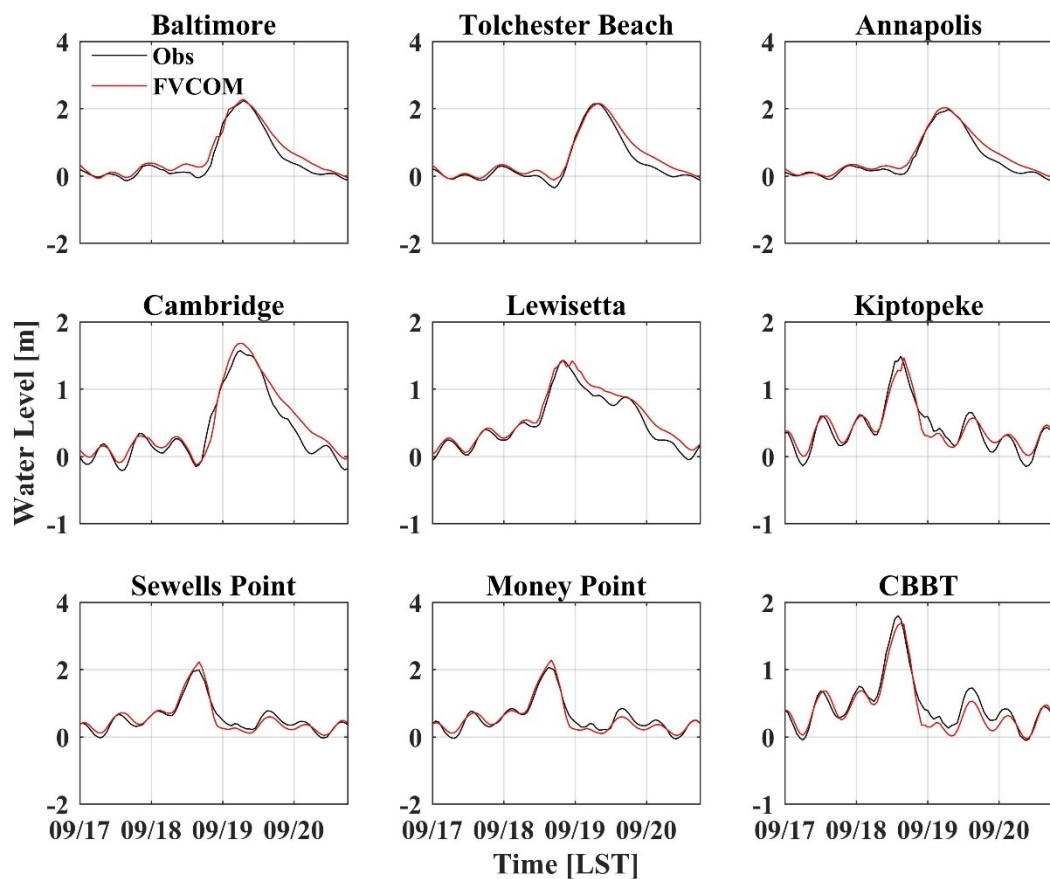 Baltimore
Tolchester Beach
Annapolis
4
2
0
-2
Obs
FVCOM
4
2
0
-2
4
2
0
-2
Cambridge
Lewisetta
Kiptopeke
Water Level [m]
2
1
0
-1
2
1
0
-1
2
1
0
-1
Sewells Point
Money Point
CBBT
4
2
0
-2
4
2
0
-2
2
1
0
-1
09/17 09/18 09/19 09/20
09/17 09/18 09/19 09/20
09/17 09/18 09/19 09/20
Time [LST]